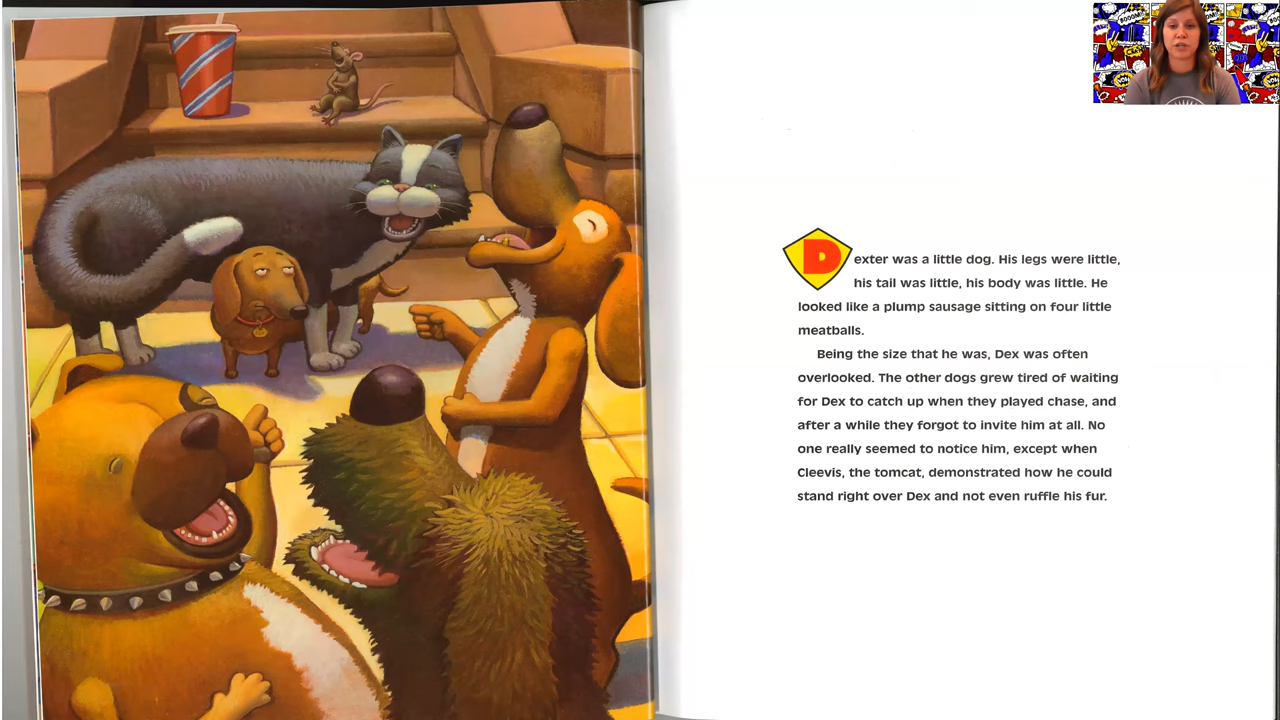 Dexter was a little dog. His legs were little,
his tail was little, his body was little. He
looked like a plump sausage sitting on four little
meatballs.
Being the size that he was, Dex was often
overlooked. The other dogs grew tired of waiting
for Dex to catch up when they played chase, and
after a while they forgot to invite him at all. No
one really seemed to notice him, except when
Cleevis, the tomcat, demonstrated how he could
stand right over Dex and not even ruffle his fur.